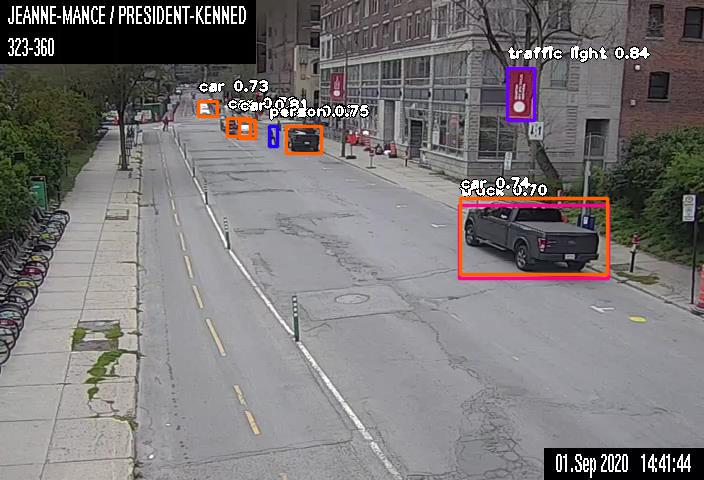 JEANNE-MANCE / PRESIDENT-KENNED
323-360
traffic light 0.84
car 0.73
person 0.75
car 0.74
truck 0.70
01.Sep 2020 14:41:44